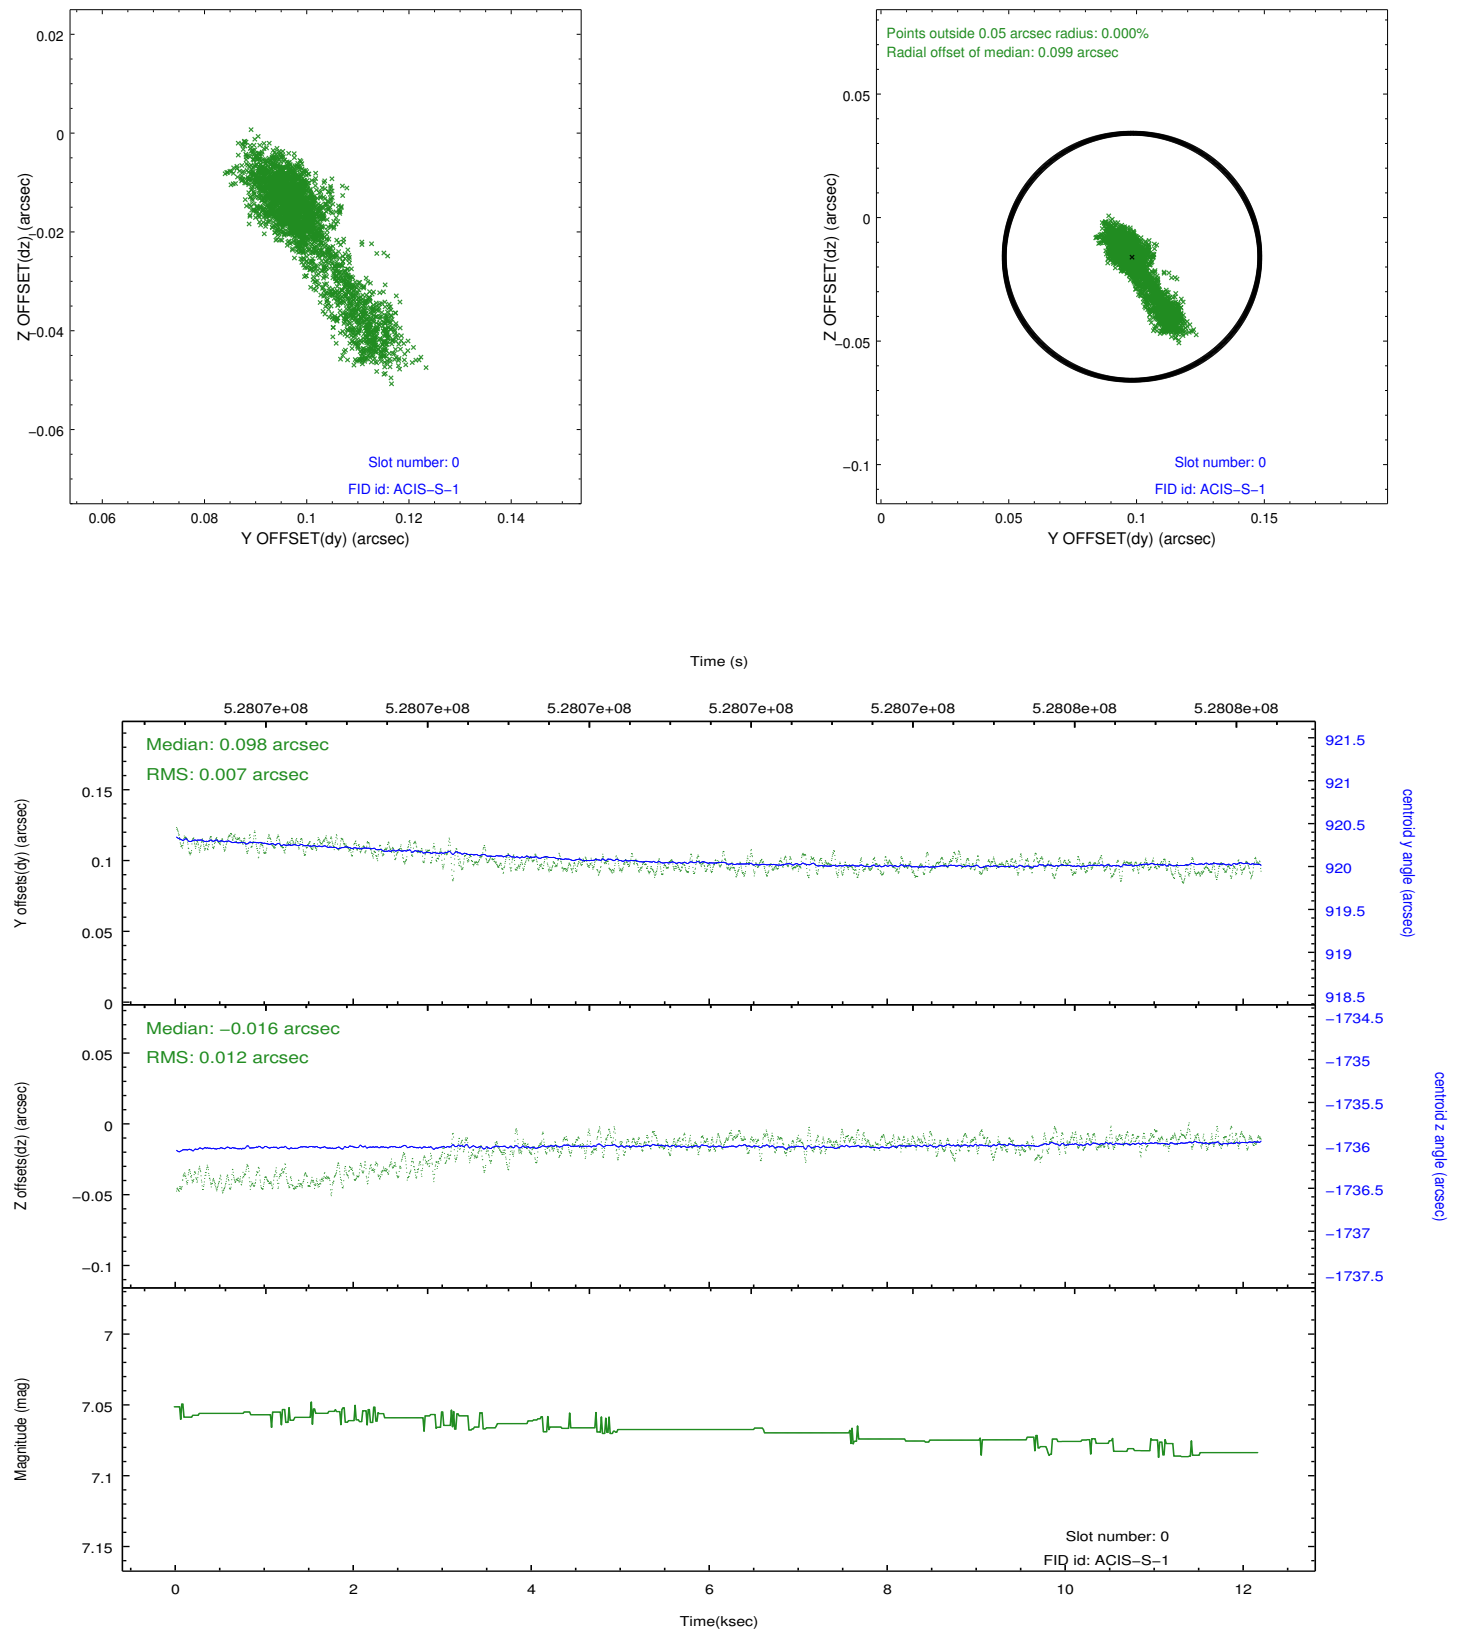 0.02
0
−0.02
−0.04
−0.06
Z OFFSET(dz) (arcsec)
Slot number: 0
FID id: ACIS−S−1
0.06
0.08
0.1
0.12
0.14
Y OFFSET(dy) (arcsec)
Points outside 0.05 arcsec radius: 0.000%
Radial offset of median: 0.099 arcsec
0.05
0
−0.05
−0.1
Z OFFSET(dz) (arcsec)
Slot number: 0
FID id: ACIS−S−1
0
0.05
0.1
0.15
Y OFFSET(dy) (arcsec)
Time (s)
5.2807e+08
5.2807e+08
5.2807e+08
5.2807e+08
5.2807e+08
5.2808e+08
5.2808e+08
Median: 0.098 arcsec
RMS: 0.007 arcsec
0.15
0.1
0.05
0
Y offsets(dy) (arcsec)
921.5
921
920.5
920
919.5
919
918.5
centroid y angle (arcsec)
Median: −0.016 arcsec
RMS: 0.012 arcsec
0.05
0
−0.05
−0.1
Z offsets(dz) (arcsec)
−1734.5
−1735
−1735.5
−1736
−1736.5
−1737
−1737.5
centroid z angle (arcsec)
7
7.05
7.1
7.15
Magnitude (mag)
Slot number: 0
FID id: ACIS−S−1
0
2
4
6
8
10
12
Time(ksec)